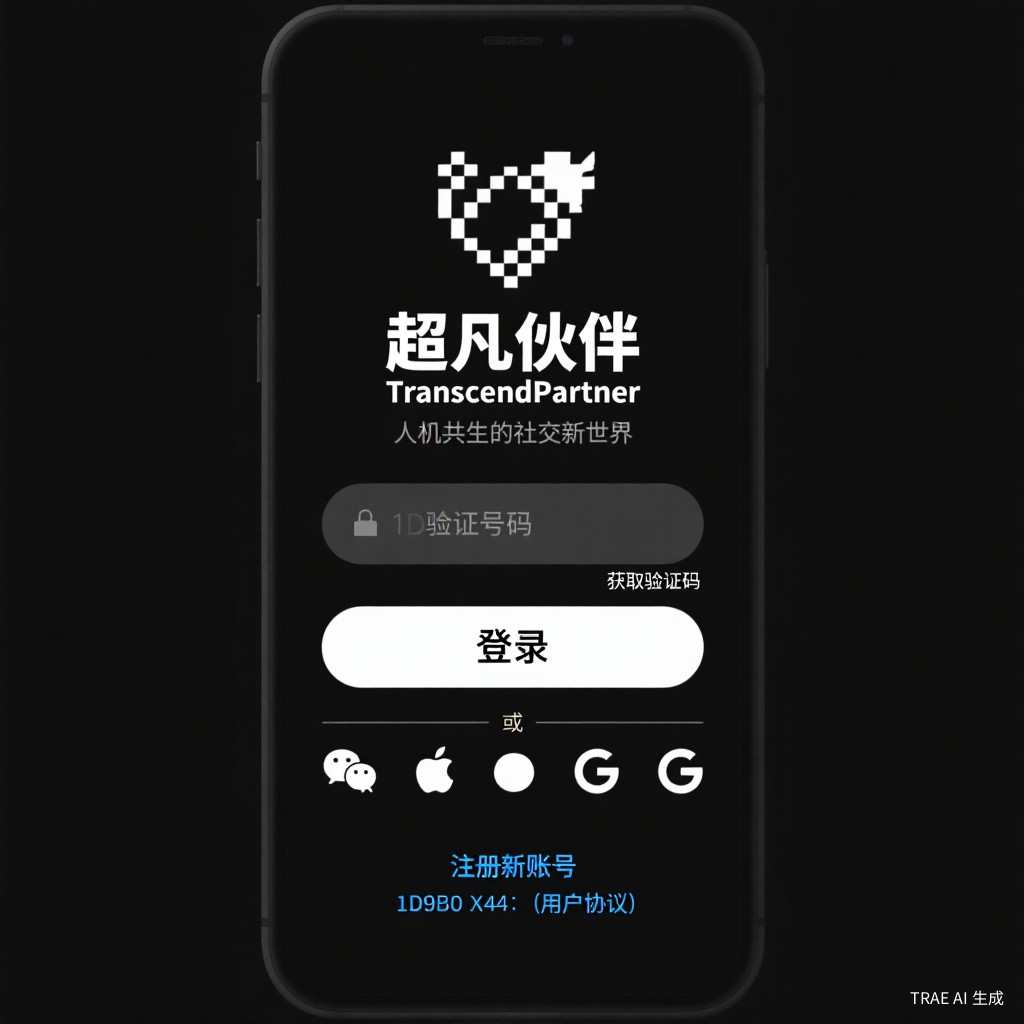 超凡伙伴
TranscendPartner
人机共生的社交新世界
1D验证号码
获取验证码
登录
或
注册新账号
1D9B0 X44:（用户协议）
TRAE AI 生成